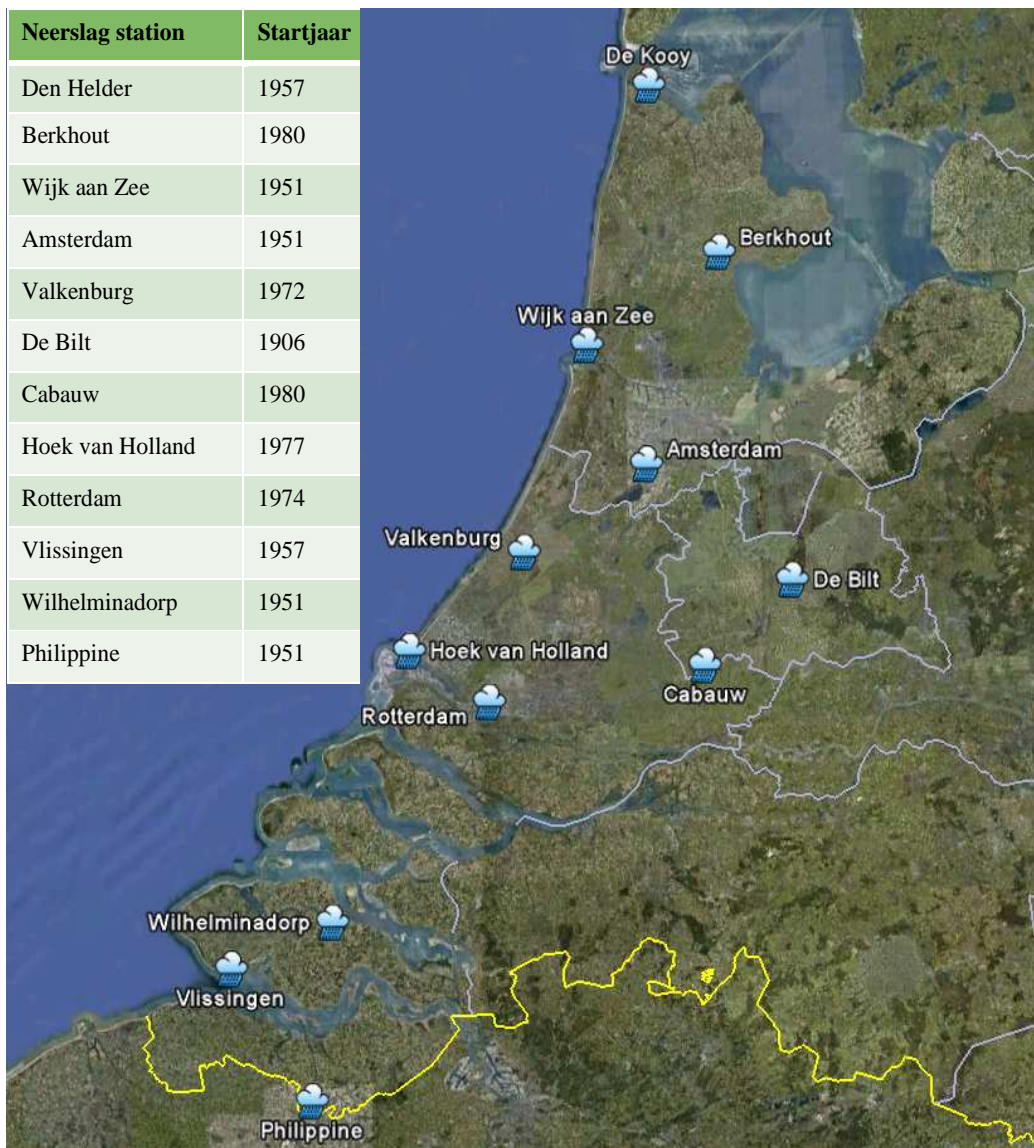 Neerslag station Startjaar
Den Helder 1957
Berkhout 1980
Wijk aan Zee 1951
Amsterdam 1951
Valkenburg 1972
De Bilt 1906
Cabauw 1980
Hoek van Holland 1977
Rotterdam 1974
Vlissingen 1957
Wilhelminadorp 1951
Philippine 1951
De Kooy
Berkhout
Wijk aan Zee
Amsterdam
Valkenburg
De Bilt
Hoek van Holland
Cabauw
Rotterdam
Wilhelminadorp
Vlissingen
Philippine